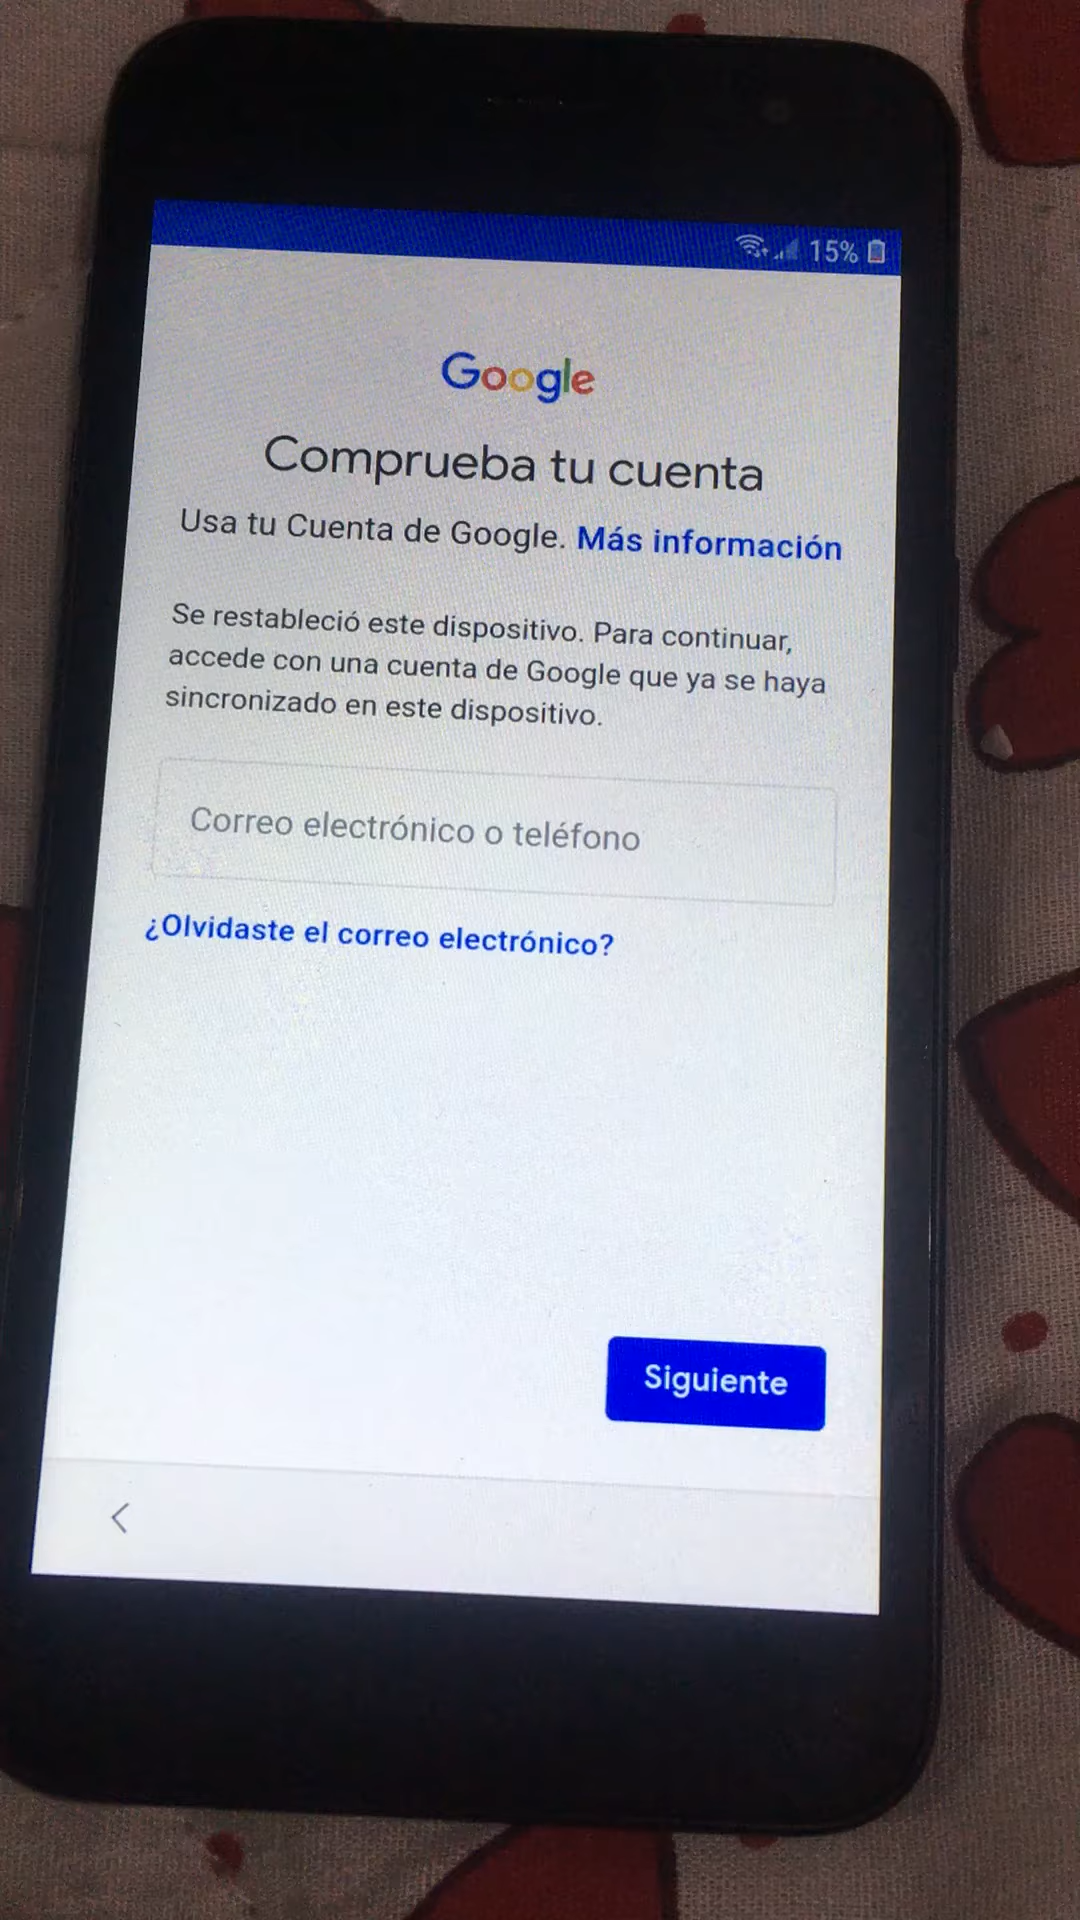 15%
Google
Comprueba tu cuenta
Usa tu Cuenta de Google. Más información
Se restableció este dispositivo. Para continuar,
accede con una cuenta de Google que ya se haya
sincronizado en este dispositivo.
Correo electrónico o teléfono
¿Olvidaste el correo electrónico?
Siguiente